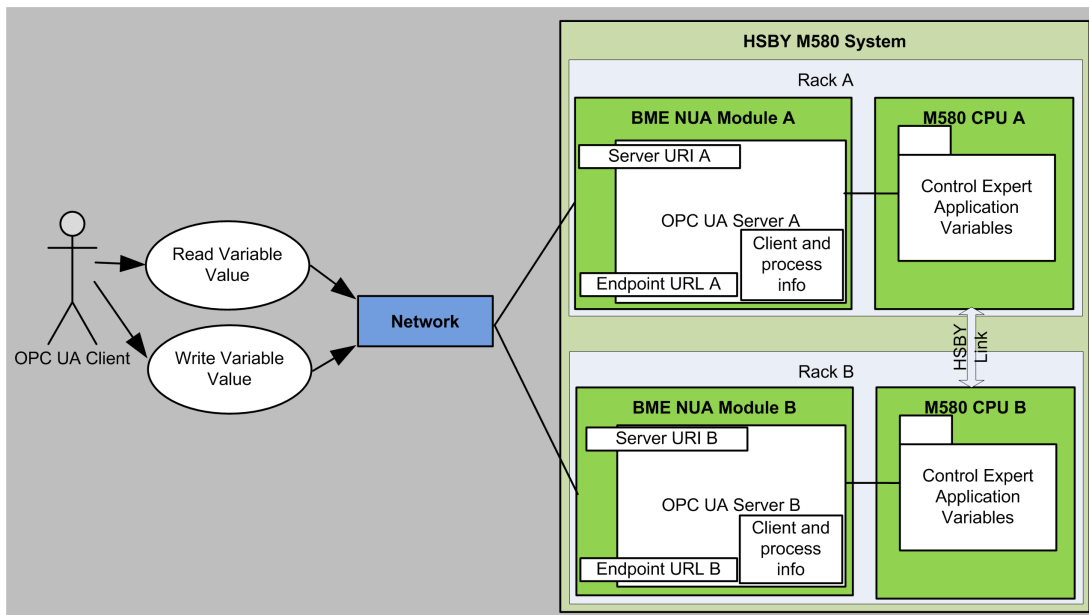 HSBY M580 System
Rack A
BME NUA Module A
M580 CPU A
Server URI A
OPC UA Server A
Client and
process
info
Endpoint URL A
Control Expert
Application
Variables
Read Variable
Value
Network
OPC UA Client
Write Variable
Value
HSBY
Link
Rack B
BME NUA Module B
M580 CPU B
Server URI B
OPC UA Server B
Client and
process
info
Endpoint URL B
Control Expert
Application
Variables